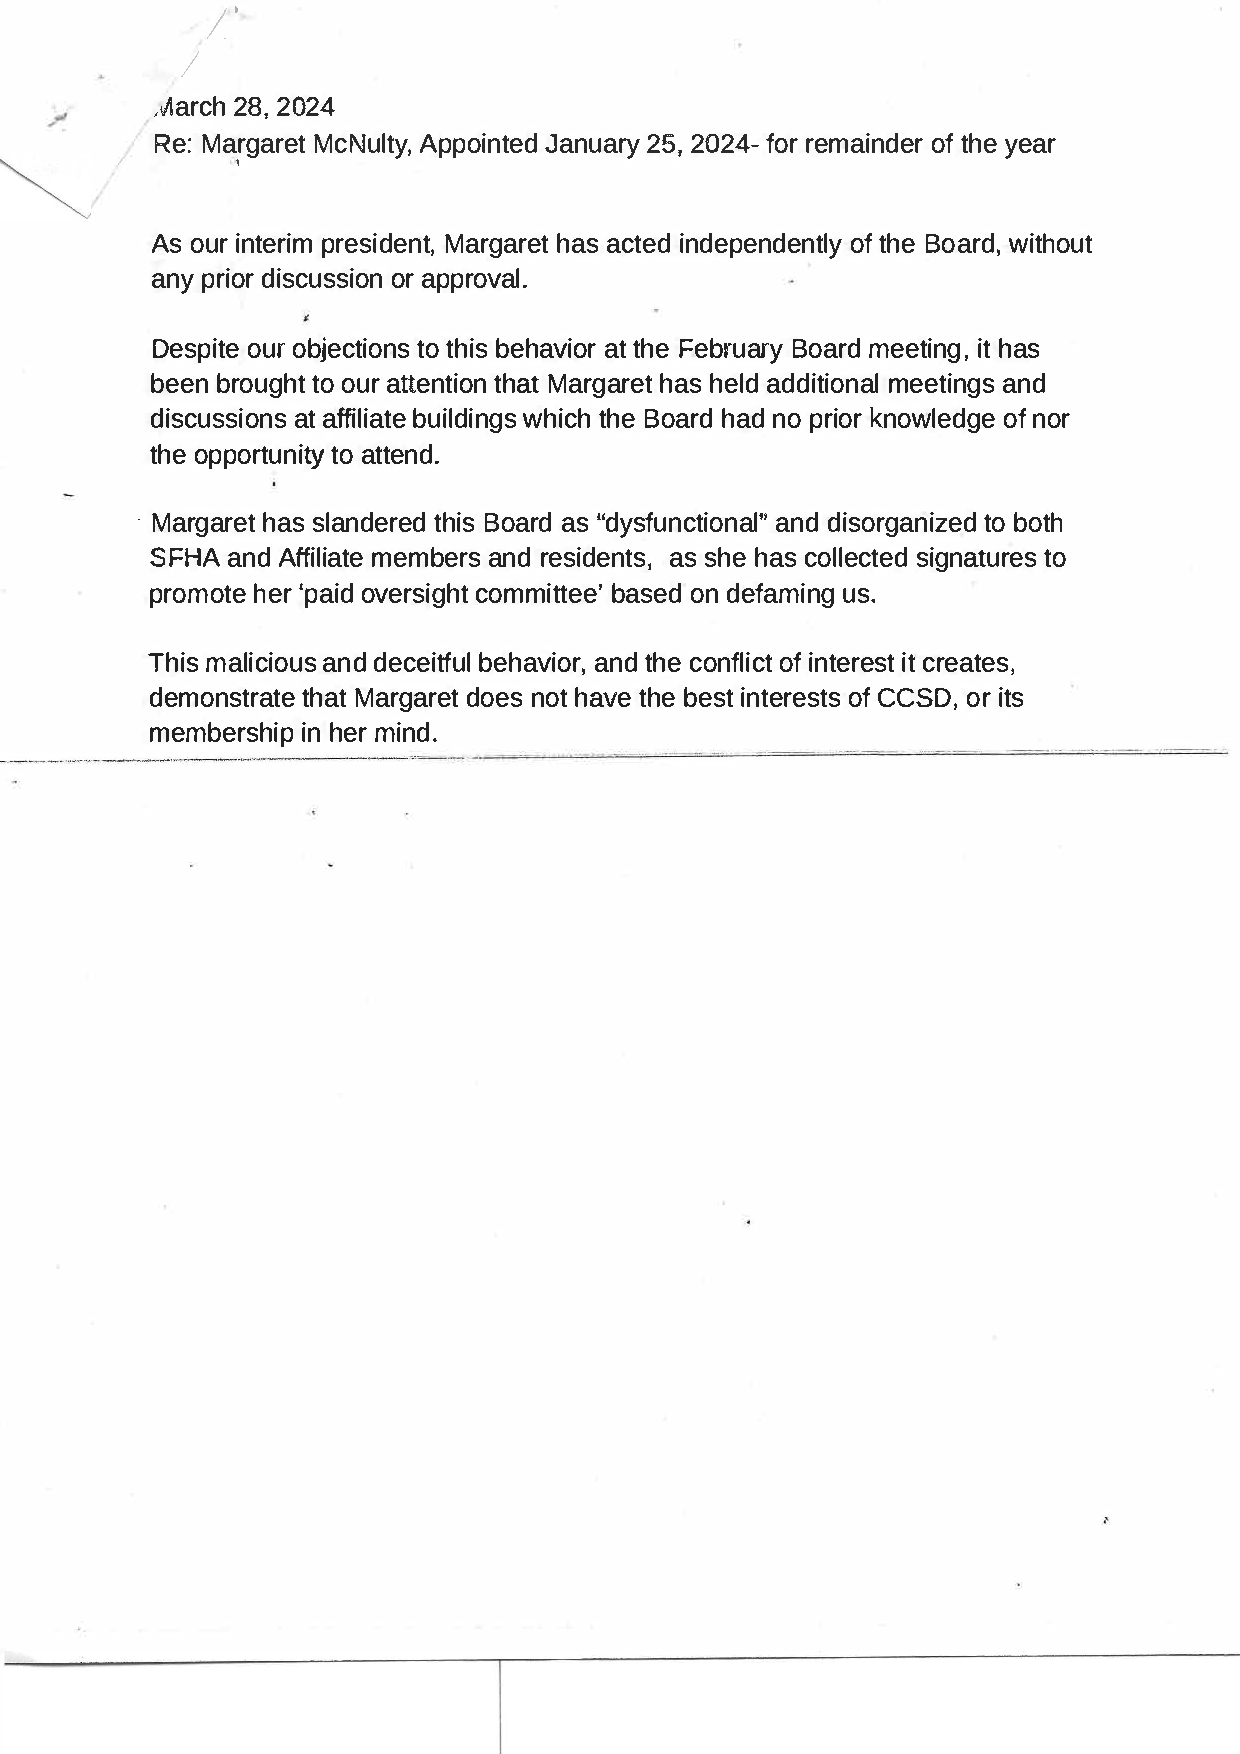 March 28, 2024
Re: Margaret McNulty, Appointed January 25, 2024- for remainder of the year
As our interim president, Margaret has acted independently of the Board, without
any prior discussion or approval.
Despite our objections to this behavior at the February Board meeting, it has
been brought to our attention that Margaret has held additional meetings and
discussions at affiliate buildings which the Board had no prior knowledge of nor
the opportunity to attend.
Margaret has slandered this Board as “dysfunctional” and disorganized to both
SFHA and Affiliate members and residents,  as she has collected signatures to
promote her ‘paid oversight committee’ based on defaming us.
This malicious and deceitful behavior, and the conflict of interest it creates,
demonstrate that Margaret does not have the best interests of CCSD, or its
membership in her mind.